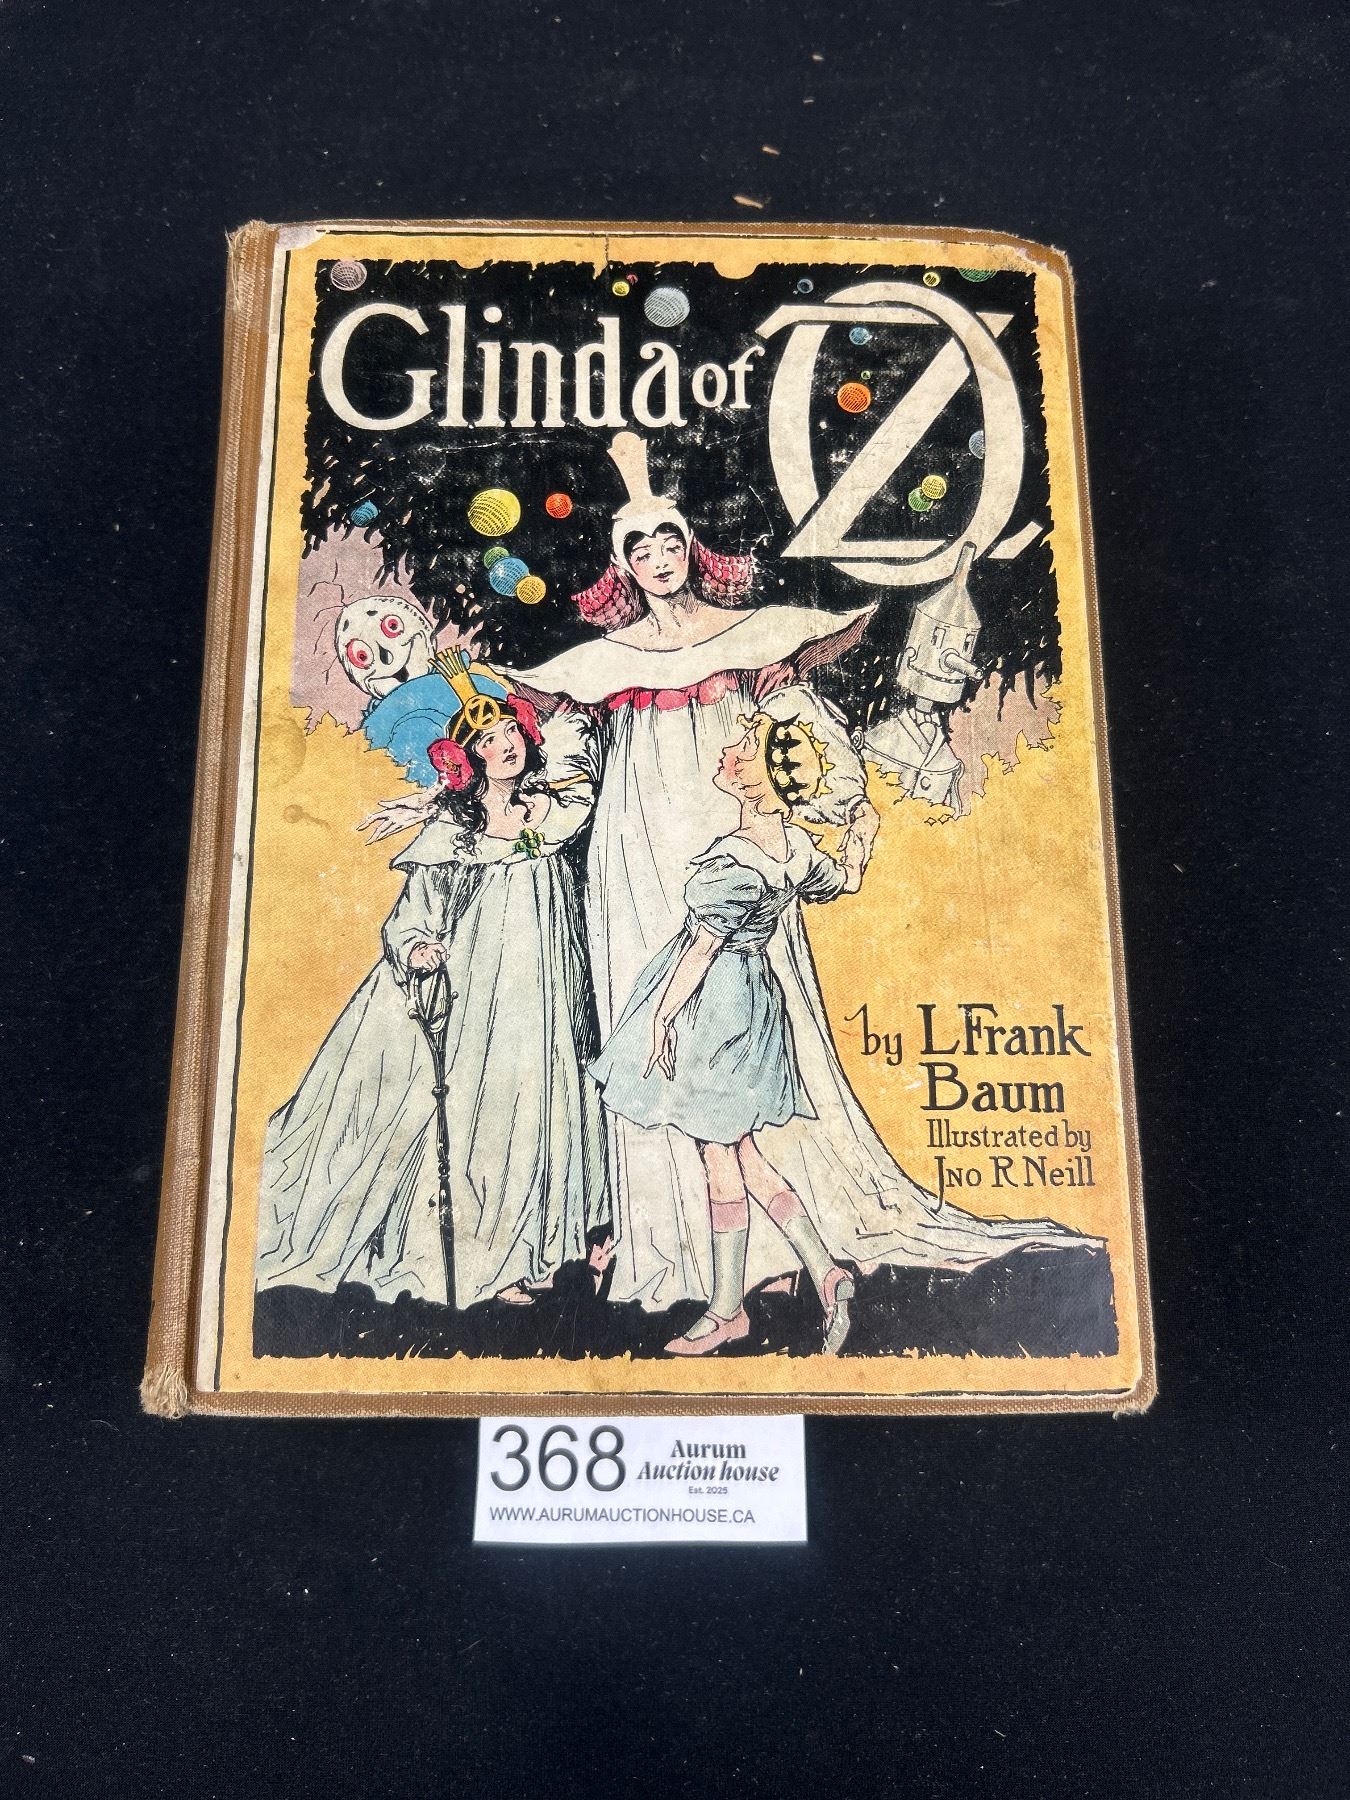 Glinda of OZ
by L Frank
Baum
Illustrated by
Jno R Neill
368
Aurum
Auction house
Est. 2025
WWW.AURUMAUCTIONHOUSE.CA